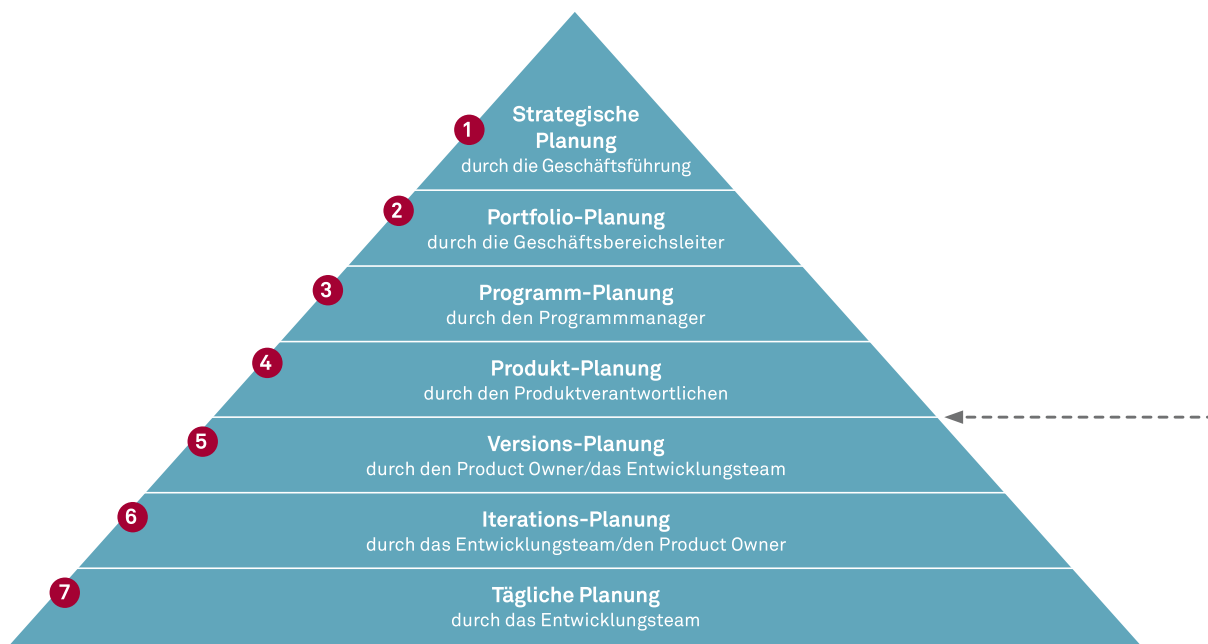 1
Strategische
Planung
durch die Geschäftsführung
2
Portfolio-Planung
durch die Geschäftsbereichsleiter
3
Programm-Planung
durch den Programmmanager
4
Produkt-Planung
durch den Produktverantwortlichen
5
Versions-Planung
durch den Product Owner/das Entwicklungsteam
6
Iterations-Planung
durch das Entwicklungsteam/den Product Owner
7
Tägliche Planung
durch das Entwicklungsteam